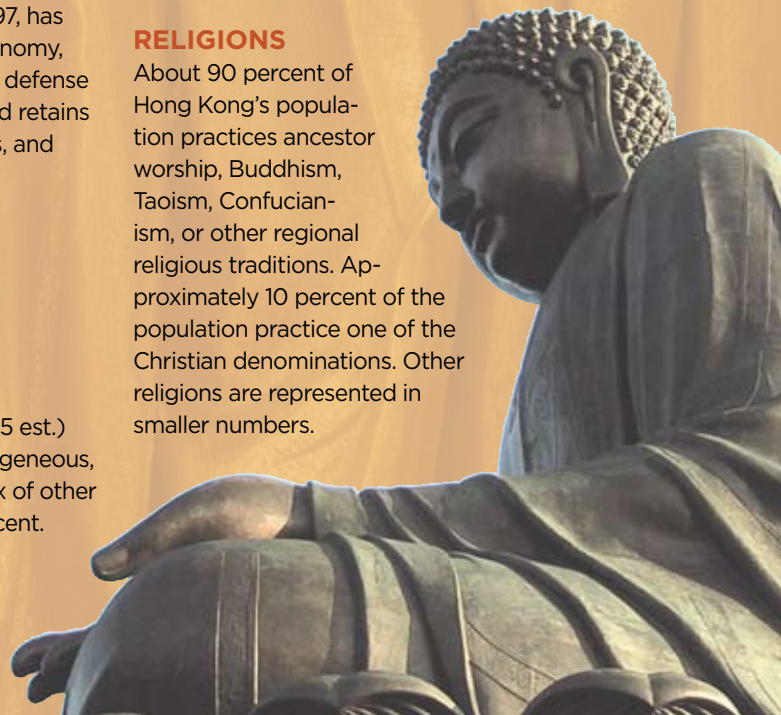 97, has
nomy,
defense
d retains
s, and
5 est.)
geneous,
x of other
cent.
RELIGIONS
About 90 percent of
Hong Kong’s popula-
tion practices ancestor
worship, Buddhism,
Taoism, Confucian-
ism, or other regional
religious traditions. Ap-
proximately 10 percent of the
population practice one of the
Christian denominations. Other
religions are represented in
smaller numbers.